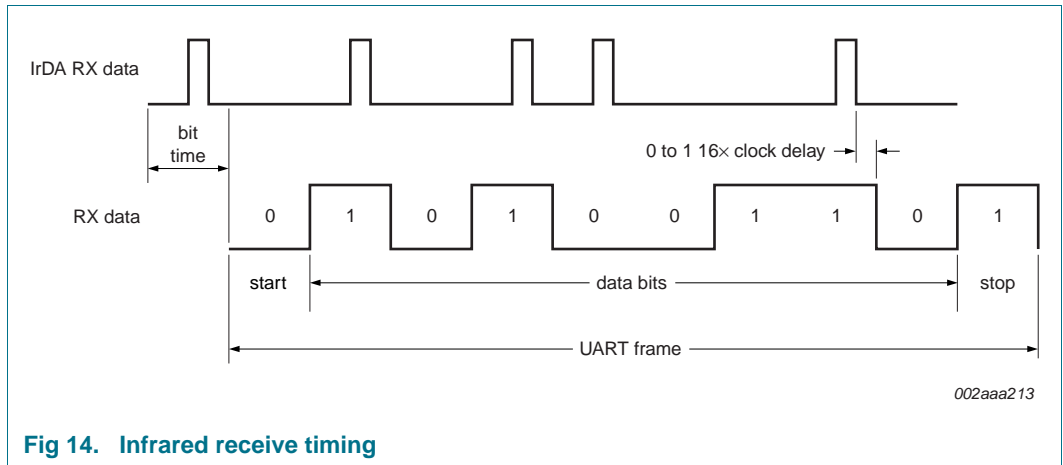 IrDA RX data
bit
time
0 to 1 16× clock delay
RX data
0 1 0 1 0 0 1 1 0 1
start
data bits
stop
UART frame
002aaa213
Fig 14. Infrared receive timing